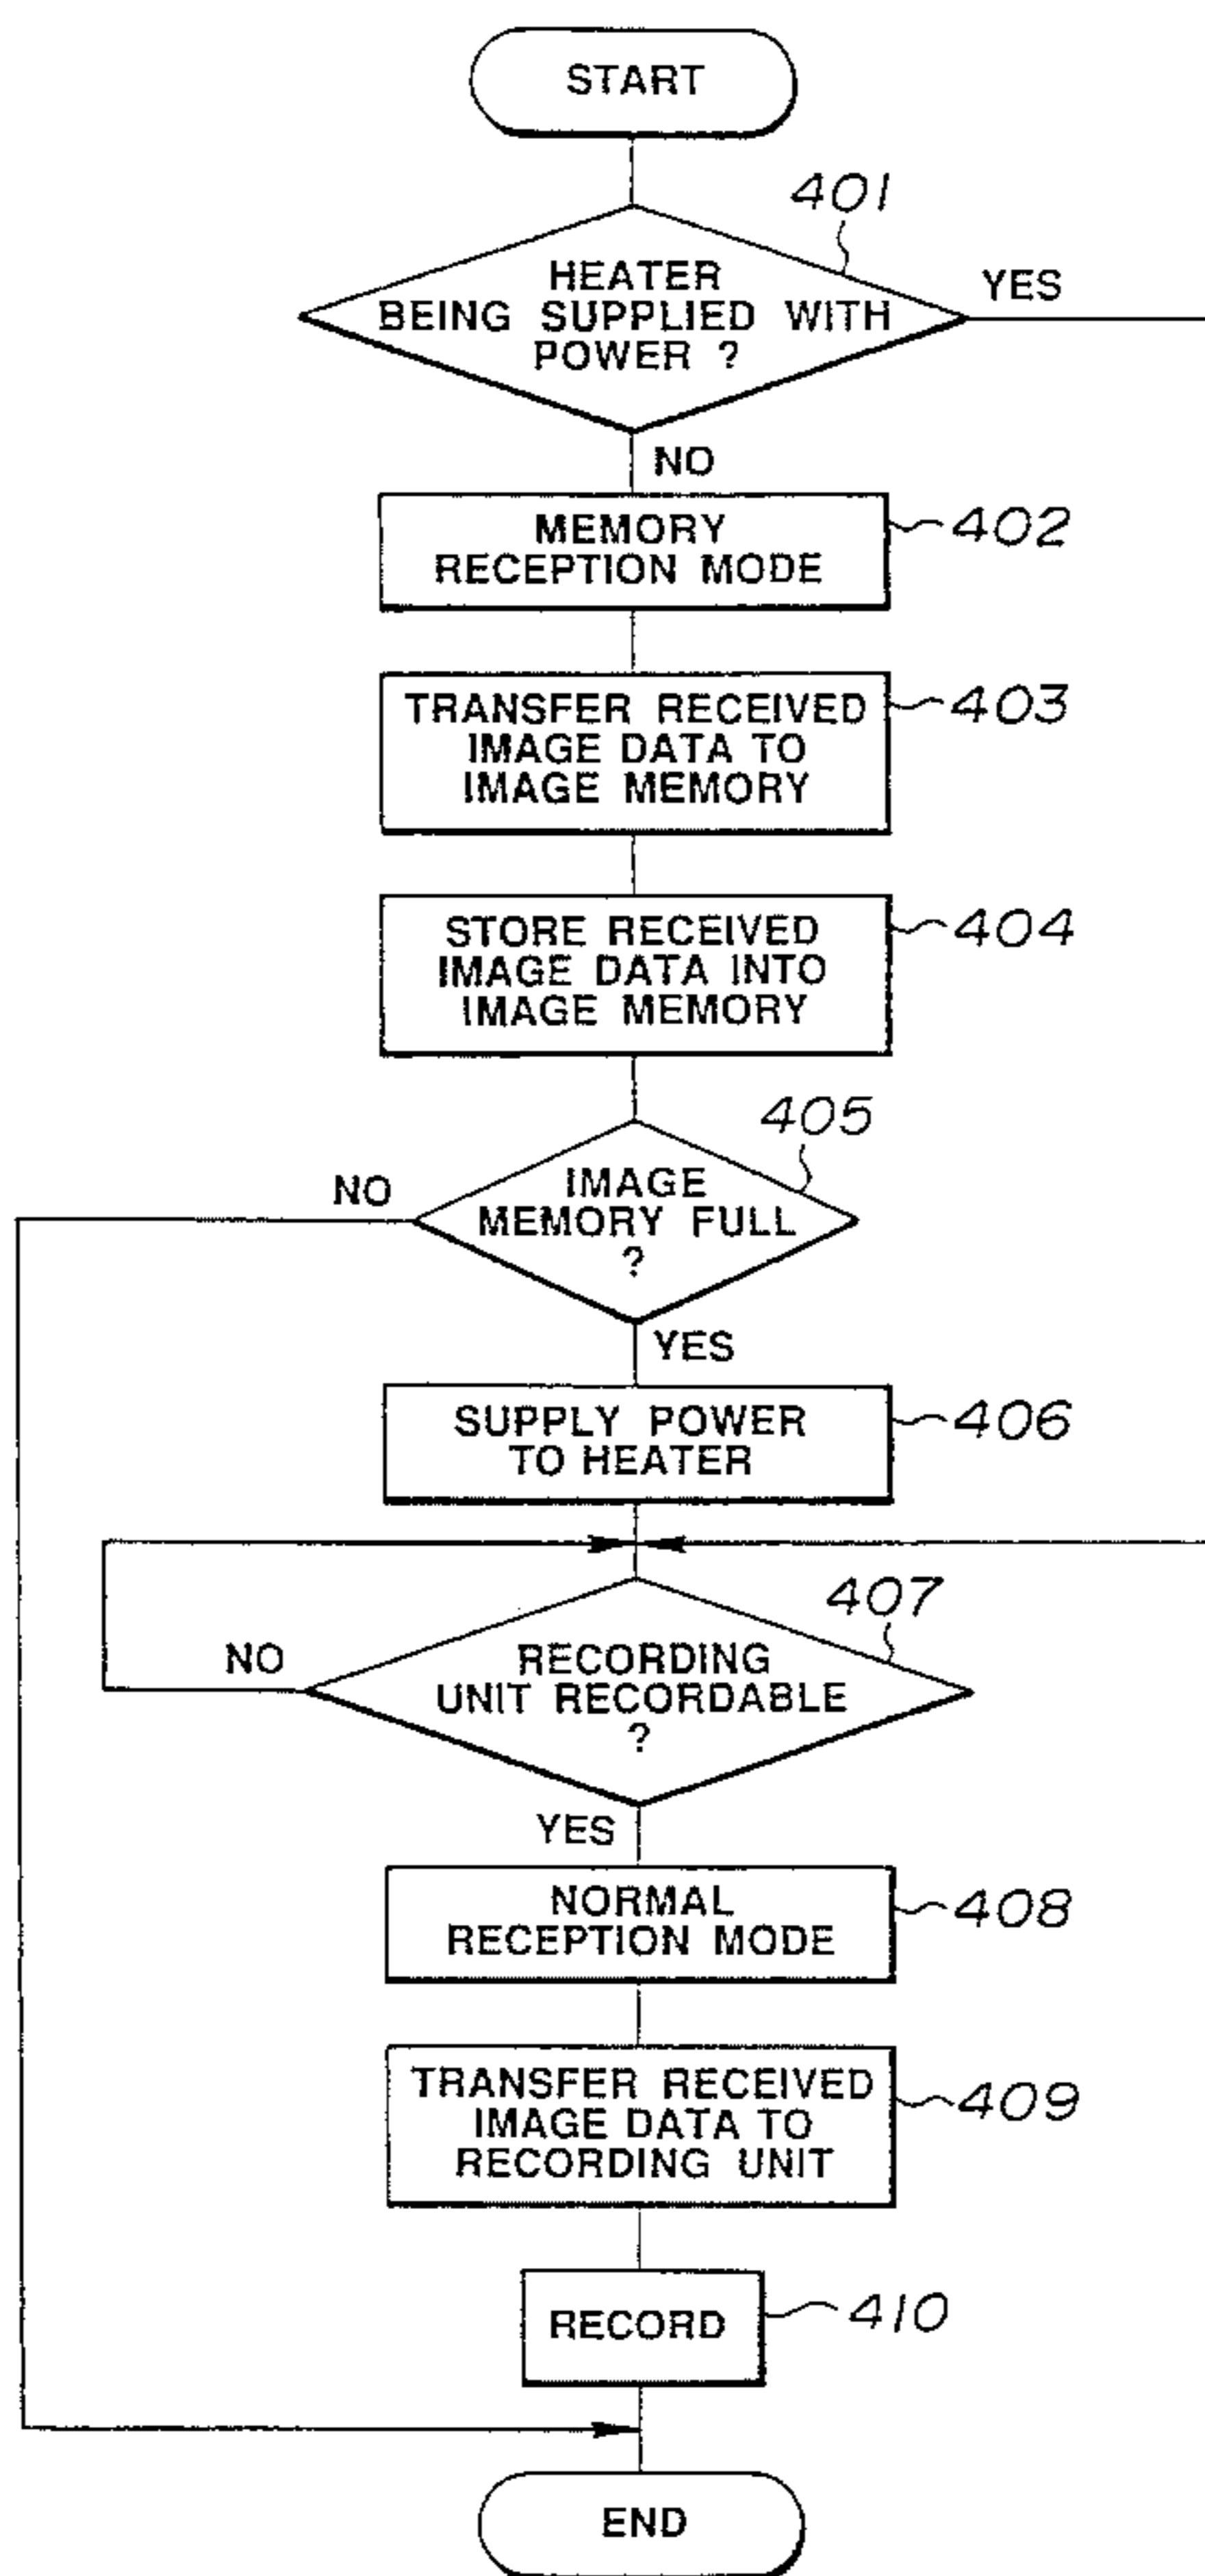 START
401
HEATER
BEING SUPPLIED WITH
POWER ?
YES
NO
MEMORY
RECEPTION MODE
402
TRANSFER RECEIVED
IMAGE DATA TO
IMAGE MEMORY
403
STORE RECEIVED
IMAGE DATA INTO
IMAGE MEMORY
404
405
IMAGE
MEMORY FULL
?
NO
YES
SUPPLY POWER
TO HEATER
406
407
RECORDING
UNIT RECORDABLE
?
NO
YES
NORMAL
RECEPTION MODE
408
TRANSFER RECEIVED
IMAGE DATA TO
RECORDING UNIT
409
RECORD
410
END